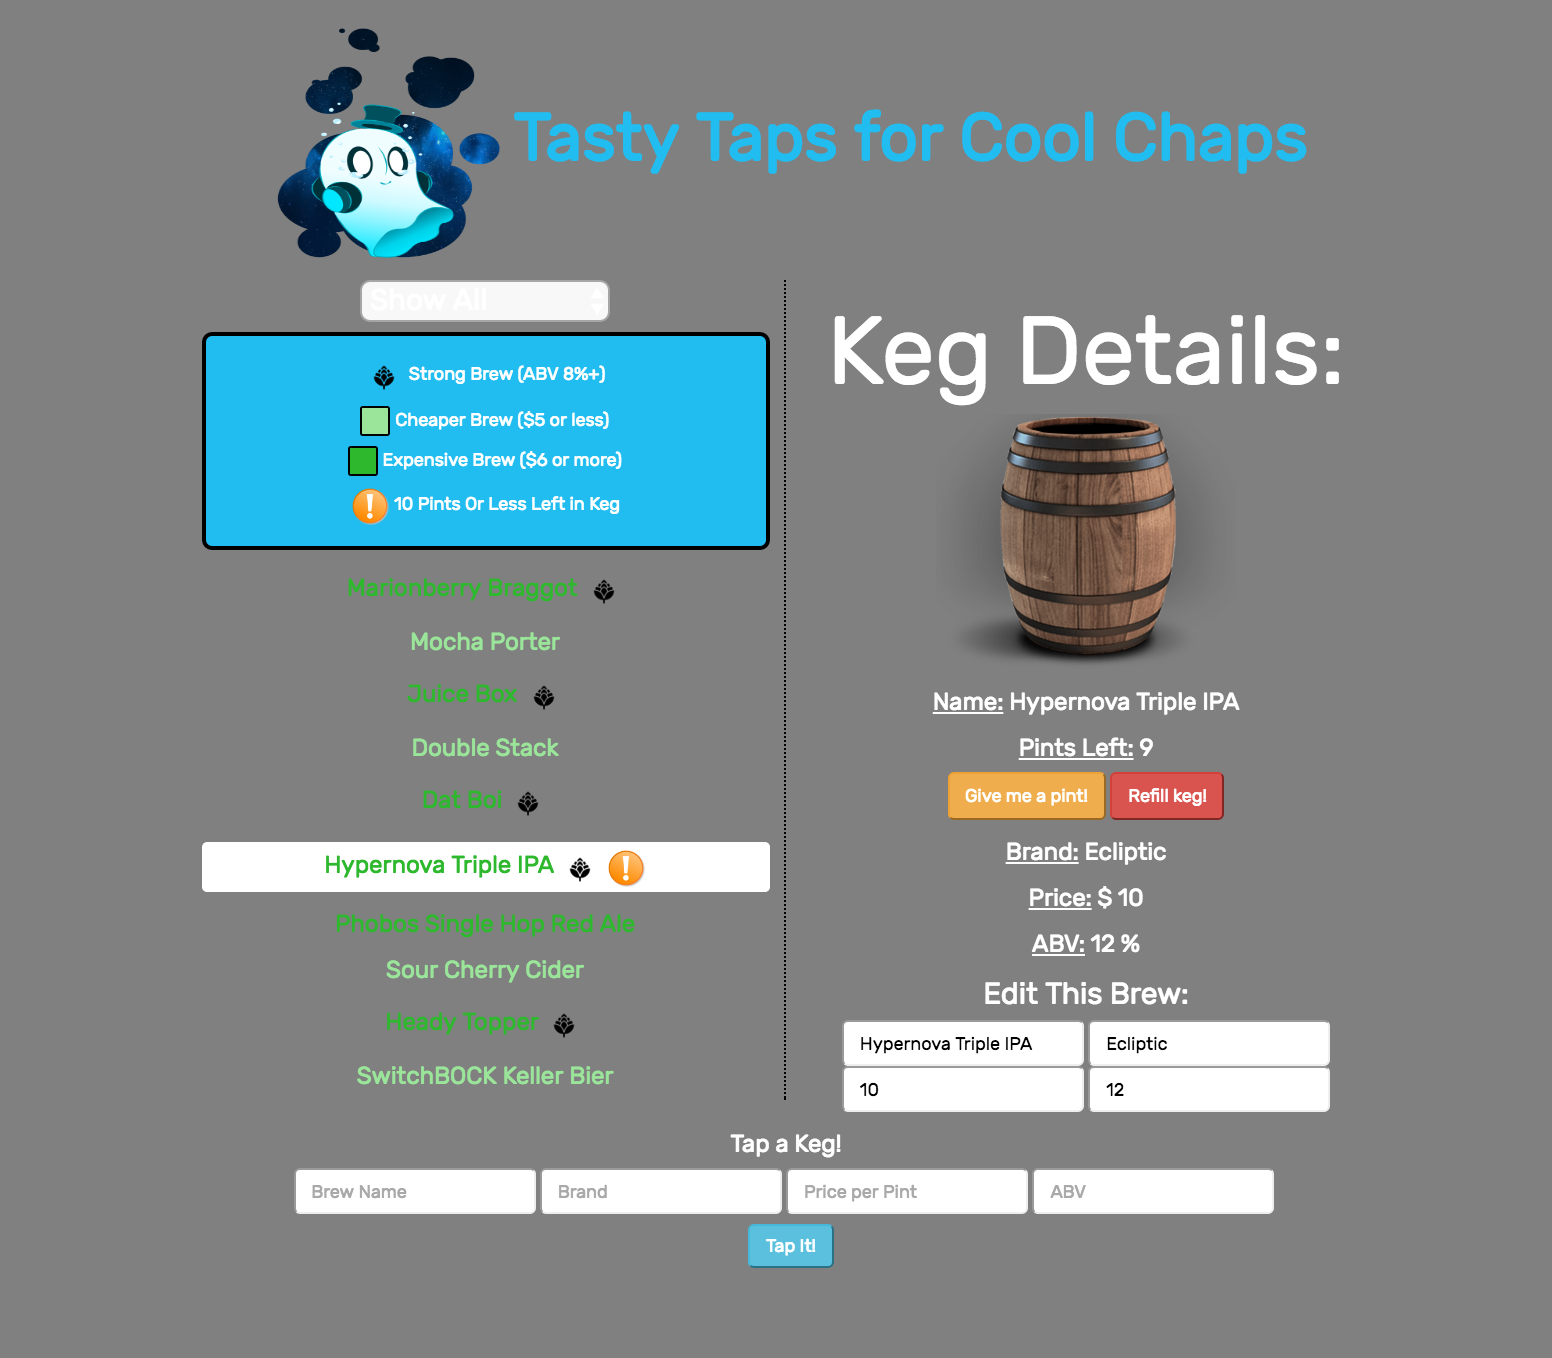 Tasty Taps for Cool Chaps
Show All
Strong Brew (ABV 8%+)
Cheaper Brew ($5 or less)
Expensive Brew ($6 or more)
10 Pints Or Less Left in Keg
Marionberry Braggot
Mocha Porter
Juice Box
Double Stack
Dat Boi
Hypernova Triple IPA
Phobos Single Hop Red Ale
Sour Cherry Cider
Heady Topper
SwitchBOCK Keller Bier
Keg Details:
Name: Hypernova Triple IPA
Pints Left: 9
Give me a pint! Refill keg!
Brand: Ecliptic
Price: $ 10
ABV: 12 %
Edit This Brew:
Hypernova Triple IPA Ecliptic
10 12
Tap a Keg!
Brew Name Brand Price per Pint ABV
Tap It!